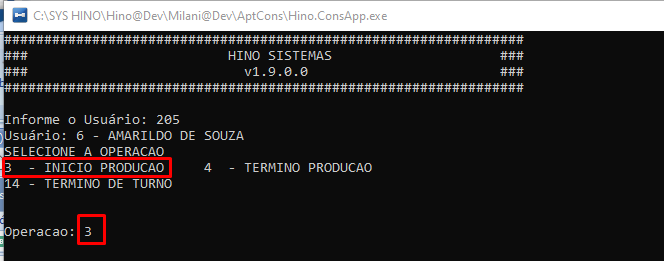 C:\SYS HINO\Hino@Dev\Milani@Dev\AptCons\Hino.ConsApp.exe
#################################################################
### HINO SISTEMAS ###
### v1.9.0.0 ###
#################################################################
Informe o Usuário: 205
Usuário: 6 - AMARILDO DE SOUZA
SELECIONE A OPERACAO
3 - INICIO PRODUCAO 4 - TERMINO PRODUCAO
14 - TERMINO DE TURNO
Operacao: 3